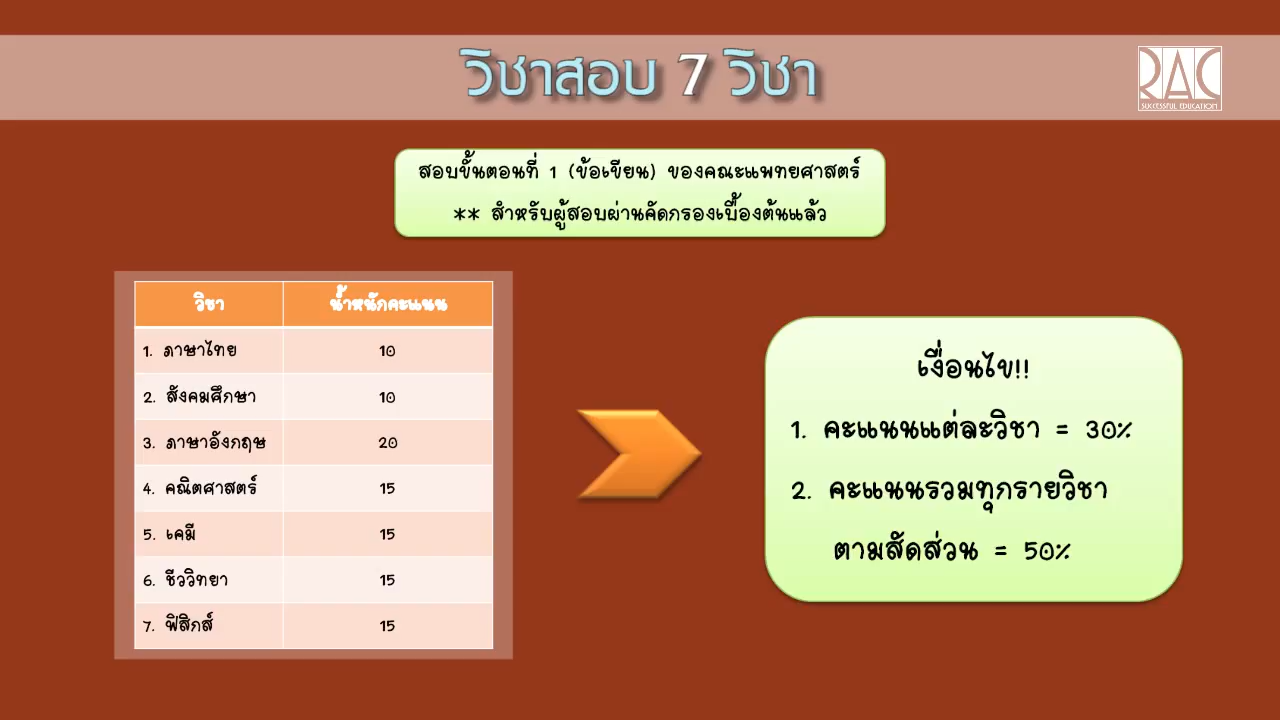 วิชาสอบ 7 วิชา
RAC
SUCCESSFUL EDUCATION
สอบขั้นตอนที่ 1 (ข้อเขียน) ของคณะแพทยศาสตร์
** สำหรับผู้สอบผ่านคัดกรองเบื้องต้นแล้ว
วิชา น้ำหนักคะแนน
1. ภาษาไทย 10
2. สังคมศึกษา 10
3. ภาษาอังกฤษ 20
4. คณิตศาสตร์ 15
5. เคมี 15
6. ชีววิทยา 15
7. ฟิสิกส์ 15
เงื่อนไข!!
1. คะแนนแต่ละวิชา = 30%
2. คะแนนรวมทุกรายวิชา
ตามสัดส่วน = 50%